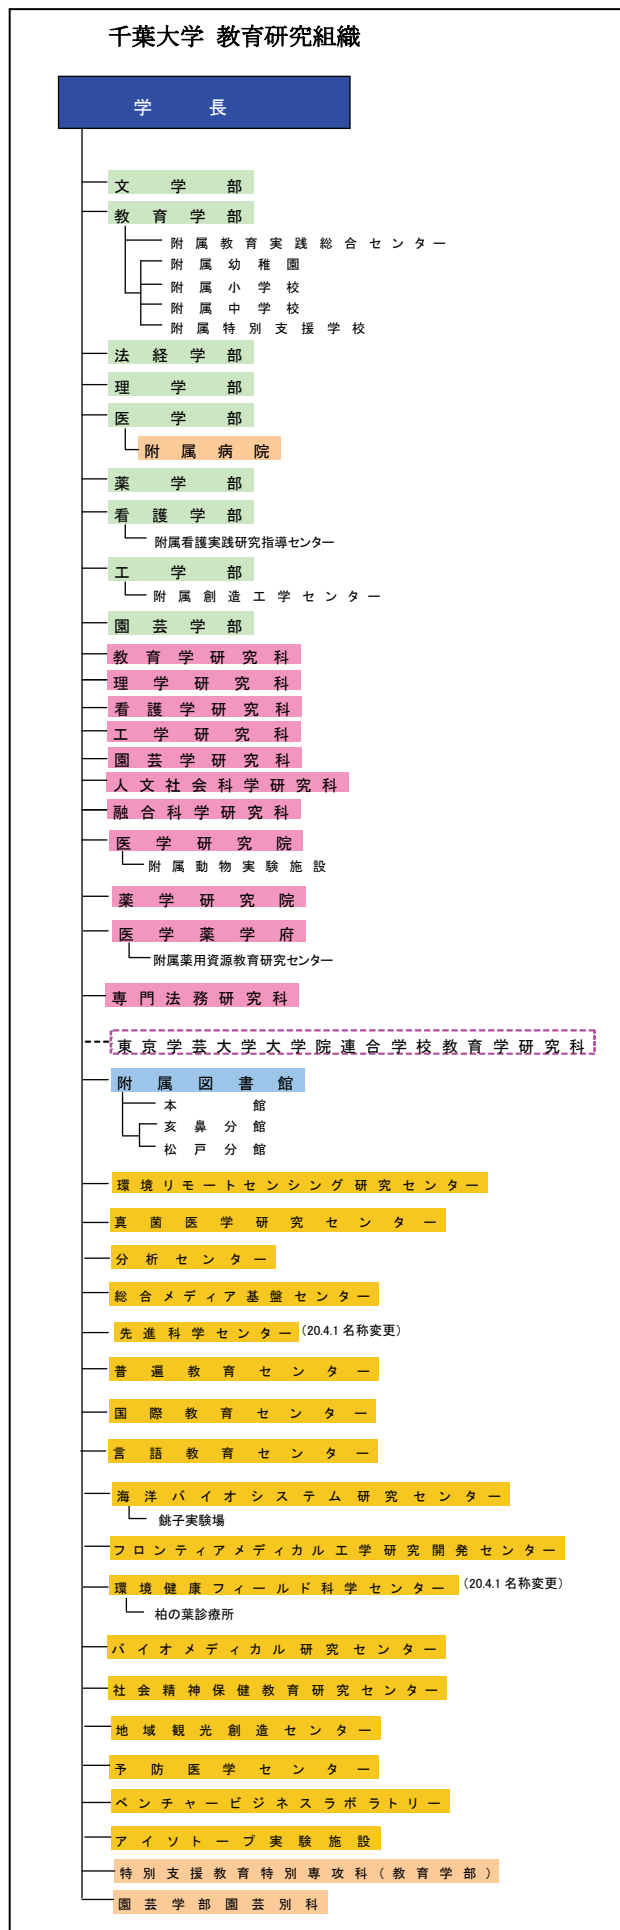 千葉大学 教育研究組織
学長
文学部
教育学部
附属教育実践総合センター
附属幼稚園
附属小学校
附属中学校
附属特別支援学校
法経学部
理学部
医学部
附属病院
薬学部
看護学部
附属看護実践研究指導センター
工学部
附属創造工学センター
園芸学部
教育学研究科
理学研究科
看護学研究科
工学研究科
園芸学研究科
人文社会科学研究科
融合科学研究科
医学研究院
附属動物実験施設
薬学研究院
医学薬学府
附属薬用資源教育研究センター
専門法務研究科
東京学芸大学大学院連合学校教育学研究科
附属図書館
本館
亥鼻分館
松戸分館
環境リモートセンシング研究センター
真菌医学研究センター
分析センター
総合メディア基盤センター
先進科学センター (20.4.1 名称変更)
普遍教育センター
国際教育センター
言語教育センター
海洋バイオシステム研究センター
銚子実験場
フロンティアメディカル工学研究開発センター
環境健康フィールド科学センター (20.4.1 名称変更)
柏の葉診療所
バイオメディカル研究センター
社会精神保健教育研究センター
地域観光創造センター
予防医学センター
ベンチャービジネスラボラトリー
アイソトープ実験施設
特別支援教育特別専攻科(教育学部)
園芸学部園芸別科